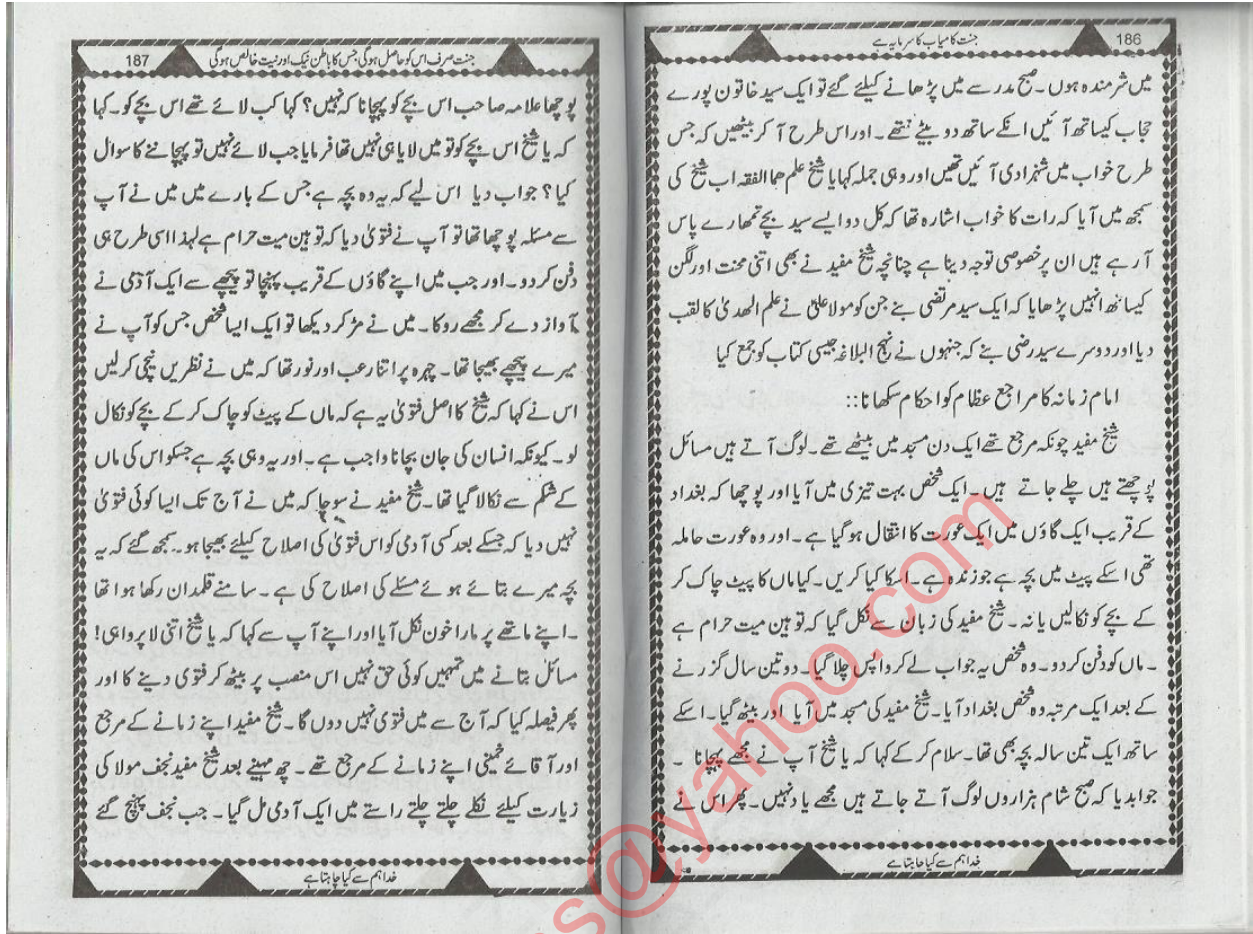 186
جنت کامیاب کا سرمایہ ہے
میں شرمندہ ہوں۔ صبح مدرسے میں پڑھانے کیلئے گئے تو ایک سید خاتون پورے
حجاب کیساتھ آئیں انکے ساتھ دو بیٹے تھے۔ اور اس طرح آ کر بیٹھیں کہ جس
طرح خواب میں شہزادی آئیں تھیں اور وہی جملہ کہا یا شیخ علم ھما الفقہ اب شیخ کی
سمجھ میں آیا کہ رات کا خواب اشارہ تھا کہ کل دو ایسے سید بچے تمھارے پاس
آرہے ہیں ان پر خصوصی توجہ دینا ہے چنانچہ شیخ مفید نے بھی اتنی محنت اور لگن
کیساتھ انہیں پڑھایا کہ ایک سید مرتضی بنے جن کو مولا علیؑ نے علم الھدیٰ کا لقب
دیا اور دوسرے سید رضی بنے کہ جنہوں نے نہج البلاغہ جیسی کتاب کو جمع کیا
امام زمانہ کا مراجع عظام کو احکام سکھانا::
شیخ مفید چونکہ مرجع تھے ایک دن مسجد میں بیٹھے تھے۔ لوگ آتے ہیں مسائل
پوچھتے ہیں چلے جاتے ہیں۔ ایک شخص بہت تیزی میں آیا اور پوچھا کہ بغداد
کے قریب ایک گاؤں میں ایک عورت کا انتقال ہو گیا ہے۔ اور وہ عورت حاملہ
تھی اسکے پیٹ میں بچہ ہے جو زندہ ہے۔ اسکا کیا کریں۔ کیا ماں کا پیٹ چاک کر
کے بچے کو نکالیں یا نہ۔ شیخ مفید کی زبان سے نکل گیا کہ توہین میت حرام ہے
۔ ماں کو دفن کر دو۔ وہ شخص یہ جواب لے کر واپس چلا گیا۔ دو تین سال گزرنے
کے بعد ایک مرتبہ وہ شخص بغداد آیا۔ شیخ مفید کی مسجد میں آیا اور بیٹھ گیا۔ اسکے
ساتھ ایک تین سالہ بچہ بھی تھا۔ سلام کر کے کہا کہ یا شیخ آپ نے مجھے پہچانا ۔
جوابدیا کہ صبح شام ہزاروں لوگ آتے جاتے ہیں مجھے یاد نہیں۔ پھر اس نے
خدا ہم سے کیا چاہتا ہے
187
جنت صرف اس کو حاصل ہوگی جس کا باطن نیک اور نیت خالص ہوگی
پوچھا علامہ صاحب اس بچے کو پہچانا کہ نہیں؟ کہا کب لائے تھے اس بچے کو۔ کہا
کہ یا شیخ اس بچے کو تو میں لایا ہی نہیں تھا فرمایا جب لائے نہیں تو پہچاننے کا سوال
کیا؟ جواب دیا اس لیے کہ یہ وہ بچہ ہے جس کے بارے میں میں نے آپ
سے مسئلہ پوچھا تھا تو آپ نے فتویٰ دیا کہ توہین میت حرام ہے لہذا اسی طرح ہی
دفن کر دو۔ اور جب میں اپنے گاؤں کے قریب پہنچا تو پیچھے سے ایک آدمی نے
آواز دے کر مجھے روکا۔ میں نے مڑ کر دیکھا تو ایک ایسا شخص جس کو آپ نے
میرے پیچھے بھیجا تھا۔ چہرہ پر اتنا رعب اور نور تھا کہ میں نے نظریں نیچی کر لیں
اس نے کہا کہ شیخ کا اصل فتویٰ یہ ہے کہ ماں کے پیٹ کو چاک کر کے بچے کو نکال
لو۔ کیونکہ انسان کی جان بچانا واجب ہے۔ اور یہ وہی بچہ ہے جسکو اس کی ماں
کے شکم سے نکالا گیا تھا۔ شیخ مفید نے سوچا کہ میں نے آج تک ایسا کوئی فتویٰ
نہیں دیا کہ جسکے بعد کسی آدمی کو اس فتویٰ کی اصلاح کیلئے بھیجا ہو۔ سمجھ گئے کہ یہ
بچہ میرے بتائے ہوئے مسئلے کی اصلاح کی ہے۔ سامنے قلمدان رکھا ہوا تھا
۔ اپنے ماتھے پر مارا خون نکل آیا اور اپنے آپ سے کہا کہ یا شیخ اتنی لا پرواہی!
مسائل بتانے میں تمہیں کوئی حق نہیں اس منصب پر بیٹھ کر فتویٰ دینے کا اور
پھر فیصلہ کیا کہ آج سے میں فتویٰ نہیں دوں گا۔ شیخ مفید اپنے زمانے کے مرجع
اور آقائے خمینی اپنے زمانے کے مرجع تھے۔ چھ مہینے بعد شیخ مفید نجف مولا کی
زیارت کیلئے نکلے چلتے چلتے راستے میں ایک آدمی مل گیا۔ جب نجف پہنچ گئے
خدا ہم سے کیا چاہتا ہے
s@yahoo.com